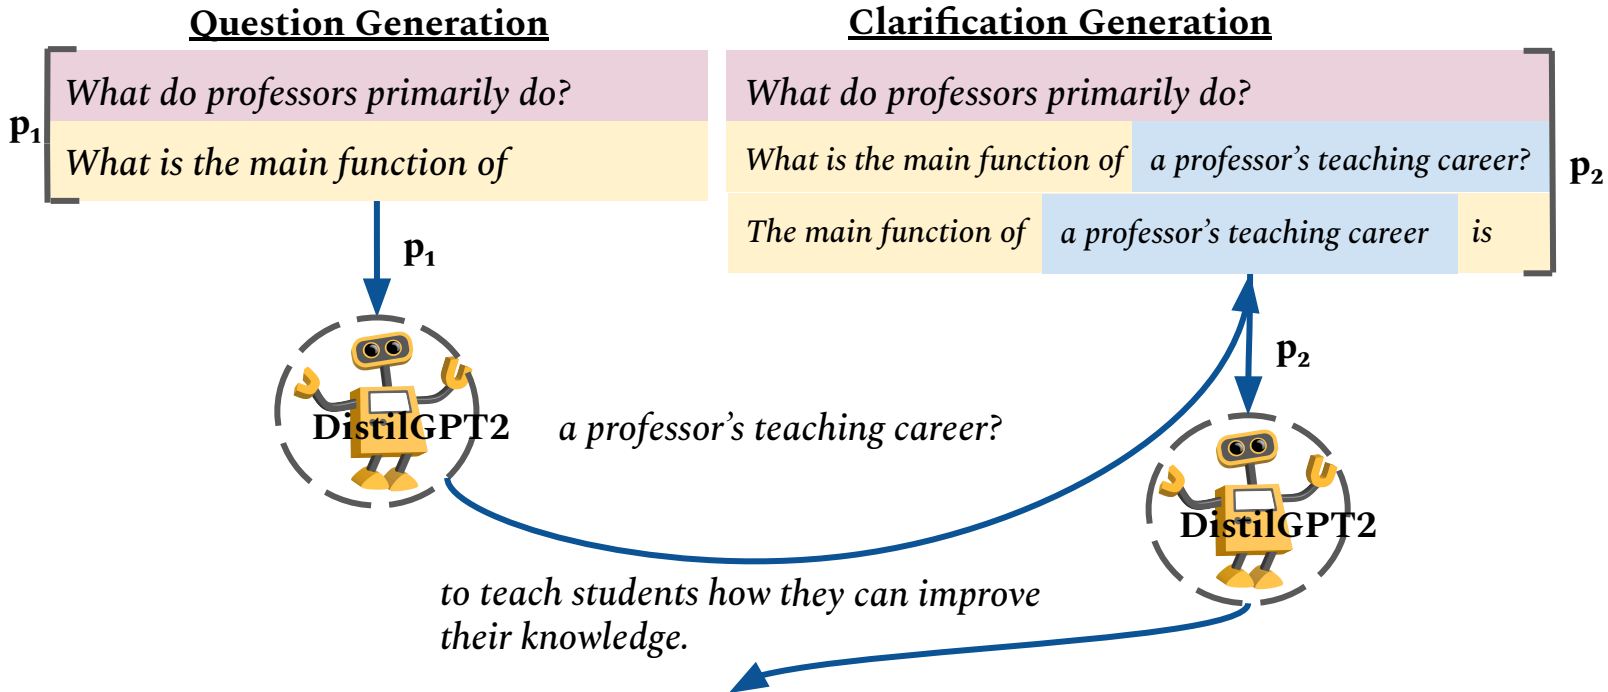 Question Generation
What do professors primarily do?
p₁
What is the main function of
p₁
DistilGPT2
a professor’s teaching career?
Clarification Generation
What do professors primarily do?
What is the main function of a professor’s teaching career?
p₂
The main function of a professor’s teaching career is
p₂
DistilGPT2
to teach students how they can improve
their knowledge.